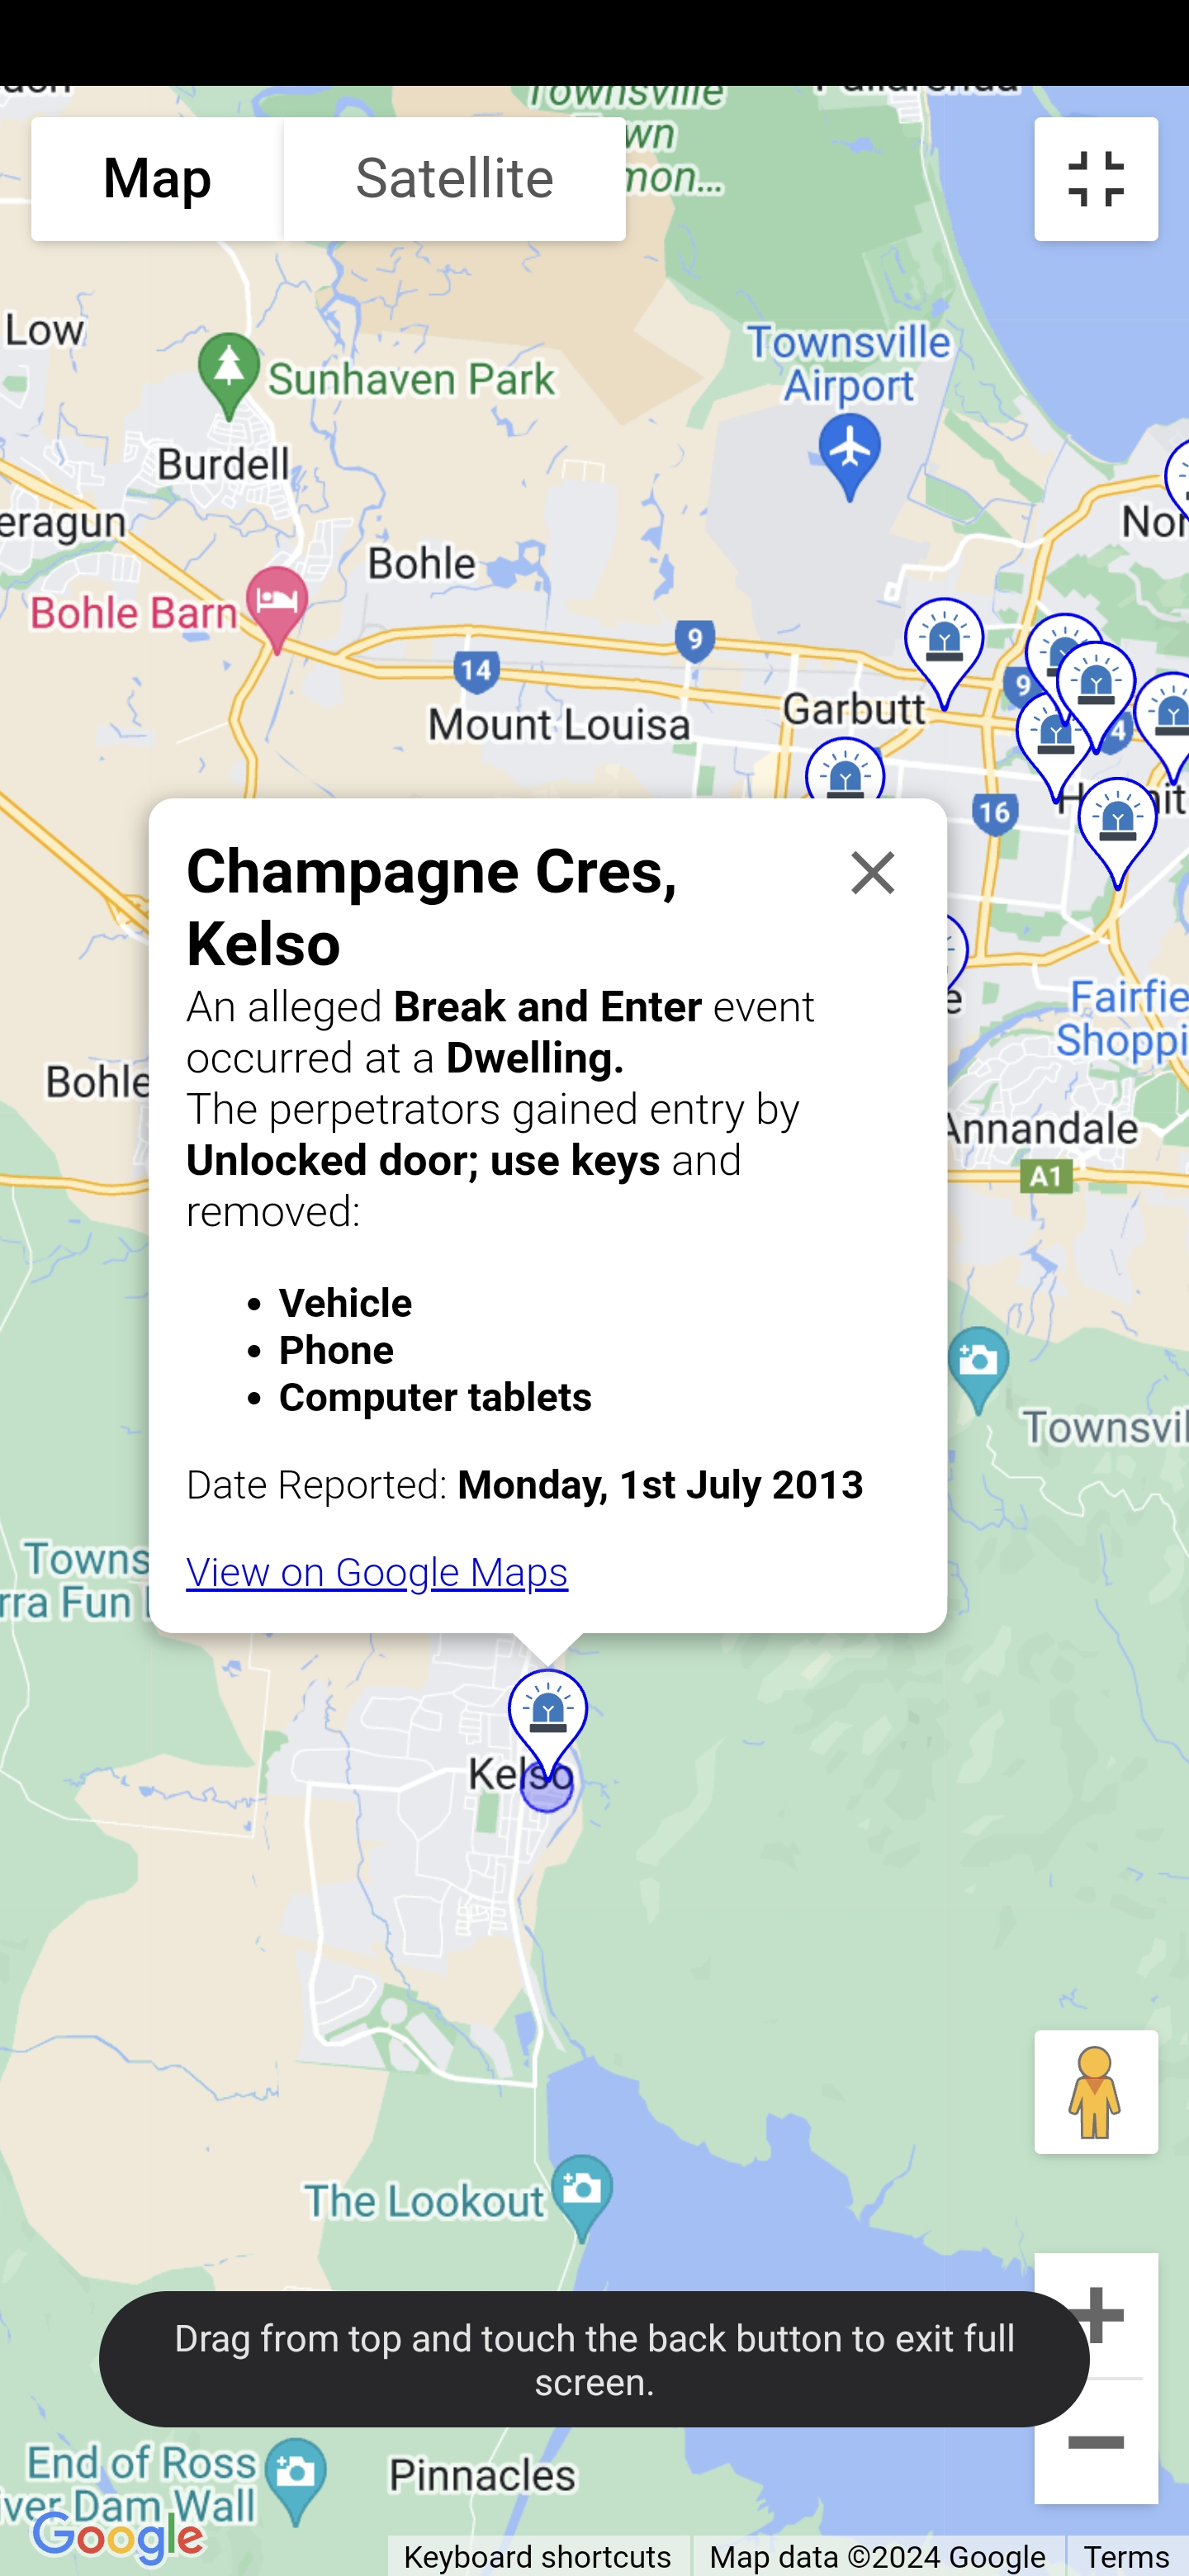 Townsville
Map
Satellite
Low
Sunhaven Park
Townsville
Airport
Burdell
eragun
Bohle
Bohle Barn
9
14
9
4
Garbutt
Mount Louisa
16
Champagne Cres,
Kelso
An alleged Break and Enter event
occurred at a Dwelling.
The perpetrators gained entry by
Unlocked door; use keys and
removed:
• Vehicle
• Phone
• Computer tablets
Date Reported: Monday, 1st July 2013
View on Google Maps
Fairfie
Shoppi
Bohle
Annandale
A1
Townsvil
Towns
rra Fun
Kelso
The Lookout
Drag from top and touch the back button to exit full
screen.
End of Ross
iver Dam Wall
Pinnacles
Google
Keyboard shortcuts
Map data ©2024 Google
Terms